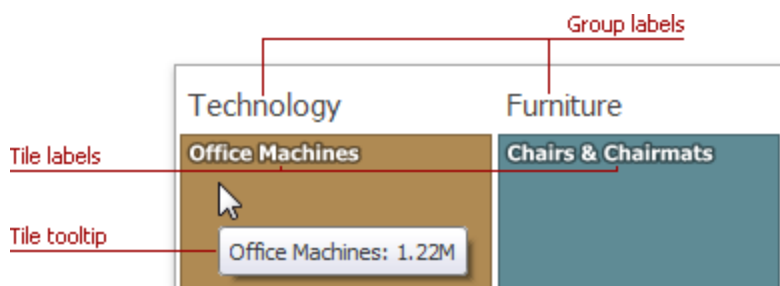 Group labels
Technology
Furniture
Tile labels
Office Machines
Chairs & Chairmats
Tile tooltip
Office Machines: 1.22M